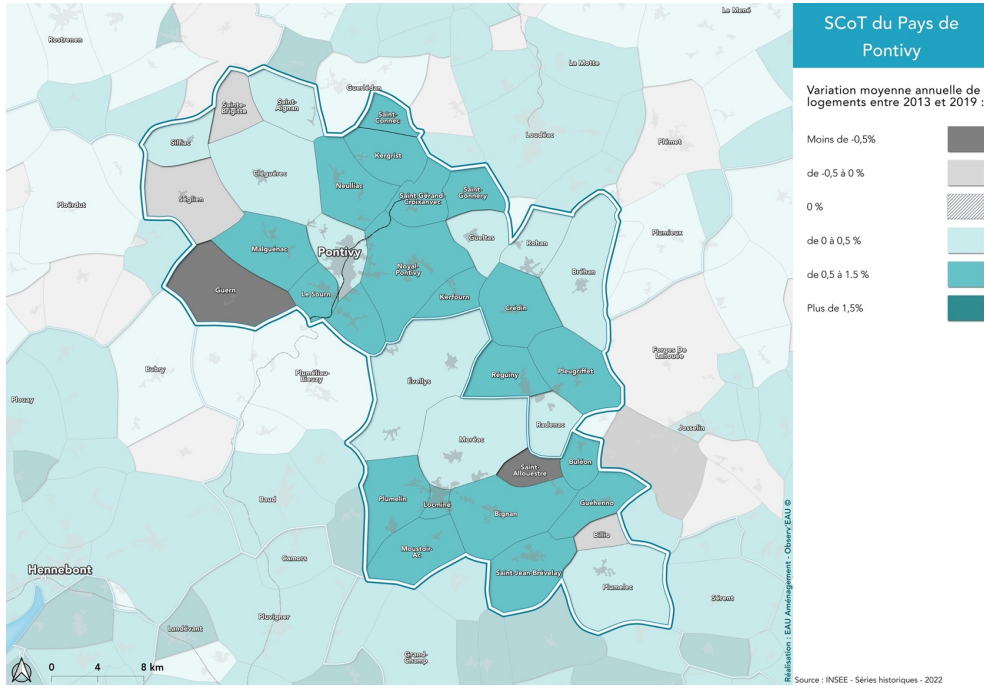 SCoT du Pays de
Pontivy
Variation moyenne annuelle de
logements entre 2013 et 2019 :
Moins de -0,5%
de -0,5 à 0 %
0 %
de 0 à 0,5 %
de 0,5 à 1.5 %
Plus de 1,5%
Le Mené
Rostrenen
La Motte
Guerlédan
Sainte-
Brigitte
Saint-
Aignan
Saint-
Connec
Loudéac
Plémet
Silfiac
Kergrist
Cléguérec
Neulliac
Saint-Gérand-
Croixanvec
Saint-
Gonnery
Ploërdut
Séglien
Gueltas
Rohan
Plumieux
Malguénac
Pontivy
Noyal-
Pontivy
Bréhan
Guern
Le Sourn
Kerfourn
Crédin
Forges De
Lanouée
Bubry
Pluméliau-
Bieuzy
Évellys
Réguiny
Pleugriffet
Plouay
Radenac
Josselin
Moréac
Saint-
Allouestre
Buléon
Baud
Plumelin
Locminé
Bignan
Guéhenno
Billio
Camors
Moustoir-
Ac
Saint-Jean-Brévelay
Hennebont
Plumelec
Sérent
Landévant
Pluvigner
Grand-
Champ
0 4 8 km
Réalisation : EAU Aménagement - Observ'EAU ©
Source : INSEE - Séries historiques - 2022